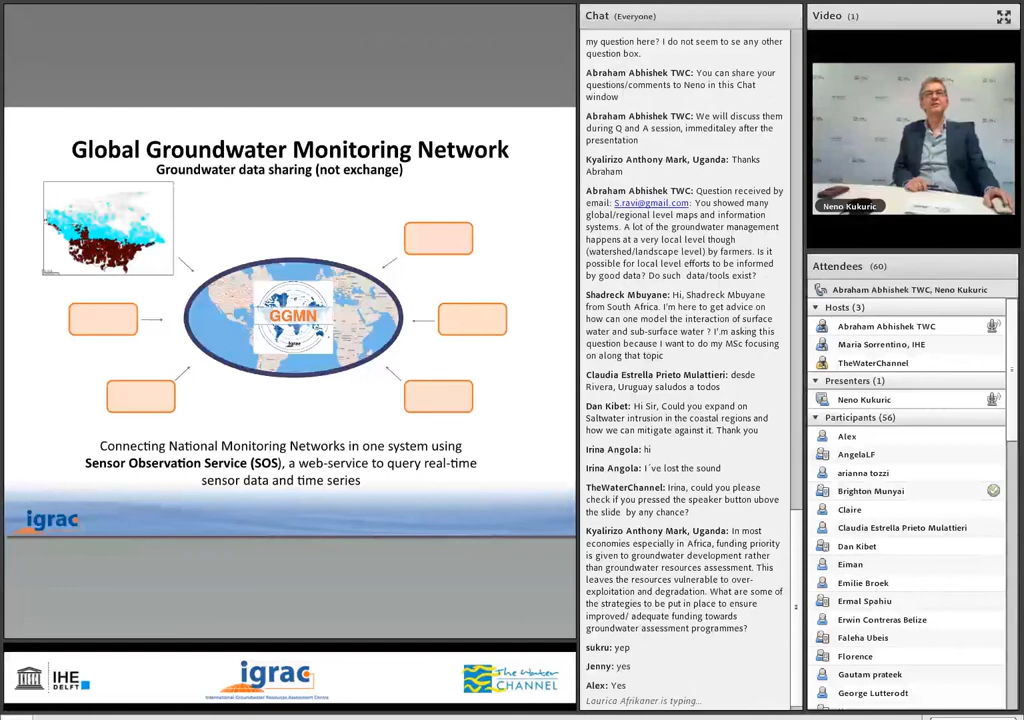 Global Groundwater Monitoring Network
Groundwater data sharing (not exchange)
GGMN
igrac
Connecting National Monitoring Networks in one system using
Sensor Observation Service (SOS), a web-service to query real-time
sensor data and time series
igrac
IHE
DELFT
igrac
International Groundwater Resources Assessment Centre
The Water
CHANNEL
Chat (Everyone)
my question here? I do not seem to se any other
question box.
Abraham Abhishek TWC: You can share your
questions/comments to Neno in this Chat
window
Abraham Abhishek TWC: We will discuss them
during Q and A session, immeditaley after the
presentation
Kyalirizo Anthony Mark, Uganda: Thanks
Abraham
Abraham Abhishek TWC: Question received by
email: S.ravi@gmail.com: You showed many
global/regional level maps and information
systems. A lot of the groundwater management
happens at a very local level though
(watershed/landscape level) by farmers. Is it
possible for local level efforts to be informed
by good data? Do such data/tools exist?
Shadreck Mbuyane: Hi, Shadreck Mbuyane
from South Africa. I'm here to get advice on
how can one model the interaction of surface
water and sub-surface water ? I'm asking this
question because I want to do my MSc focusing
on along that topic
Claudia Estrella Prieto Mulattieri: desde
Rivera, Uruguay saludos a todos
Dan Kibet: Hi Sir, Could you expand on
Saltwater intrusion in the coastal regions and
how we can mitigate against it. Thank you
Irina Angola: hi
Irina Angola: I´ve lost the sound
TheWaterChannel: Irina, could you please
check if you pressed the speaker button ubove
the slide by any chance?
Kyalirizo Anthony Mark, Uganda: In most
economies especially in Africa, funding priority
is given to groundwater development rather
than groundwater resources assessment. This
leaves the resources vulnerable to over-
exploitation and degradation. What are some of
the strategies to be put in place to ensure
improved/ adequate funding towards
groundwater assessment programmes?
sukru: yep
Jenny: yes
Alex: Yes
Laurica Afrikaner is typing...
Video (1)
Neno Kukuric
Attendees (60)
Abraham Abhishek TWC, Neno Kukuric
Hosts (3)
Abraham Abhishek TWC
Maria Sorrentino, IHE
TheWaterChannel
Presenters (1)
Neno Kukuric
Participants (56)
Alex
AngelaLF
arianna tozzi
Brighton Munyai
Claire
Claudia Estrella Prieto Mulattieri
Dan Kibet
Eiman
Emilie Broek
Ermal Spahiu
Erwin Contreras Belize
Faleha Ubeis
Florence
Gautam prateek
George Lutterodt